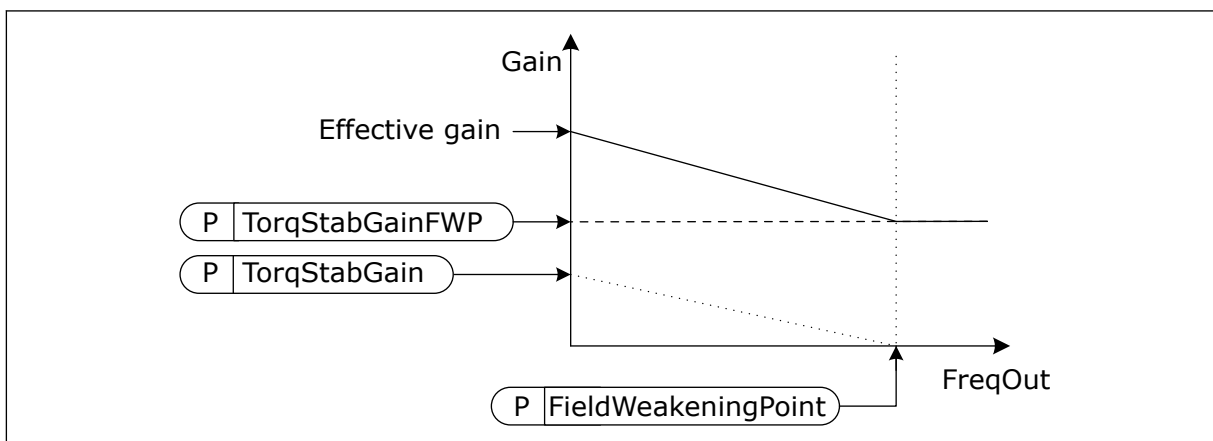 Gain
Effective gain
P TorqStabGainFWP
P TorqStabGain
FreqOut
P FieldWeakeningPoint